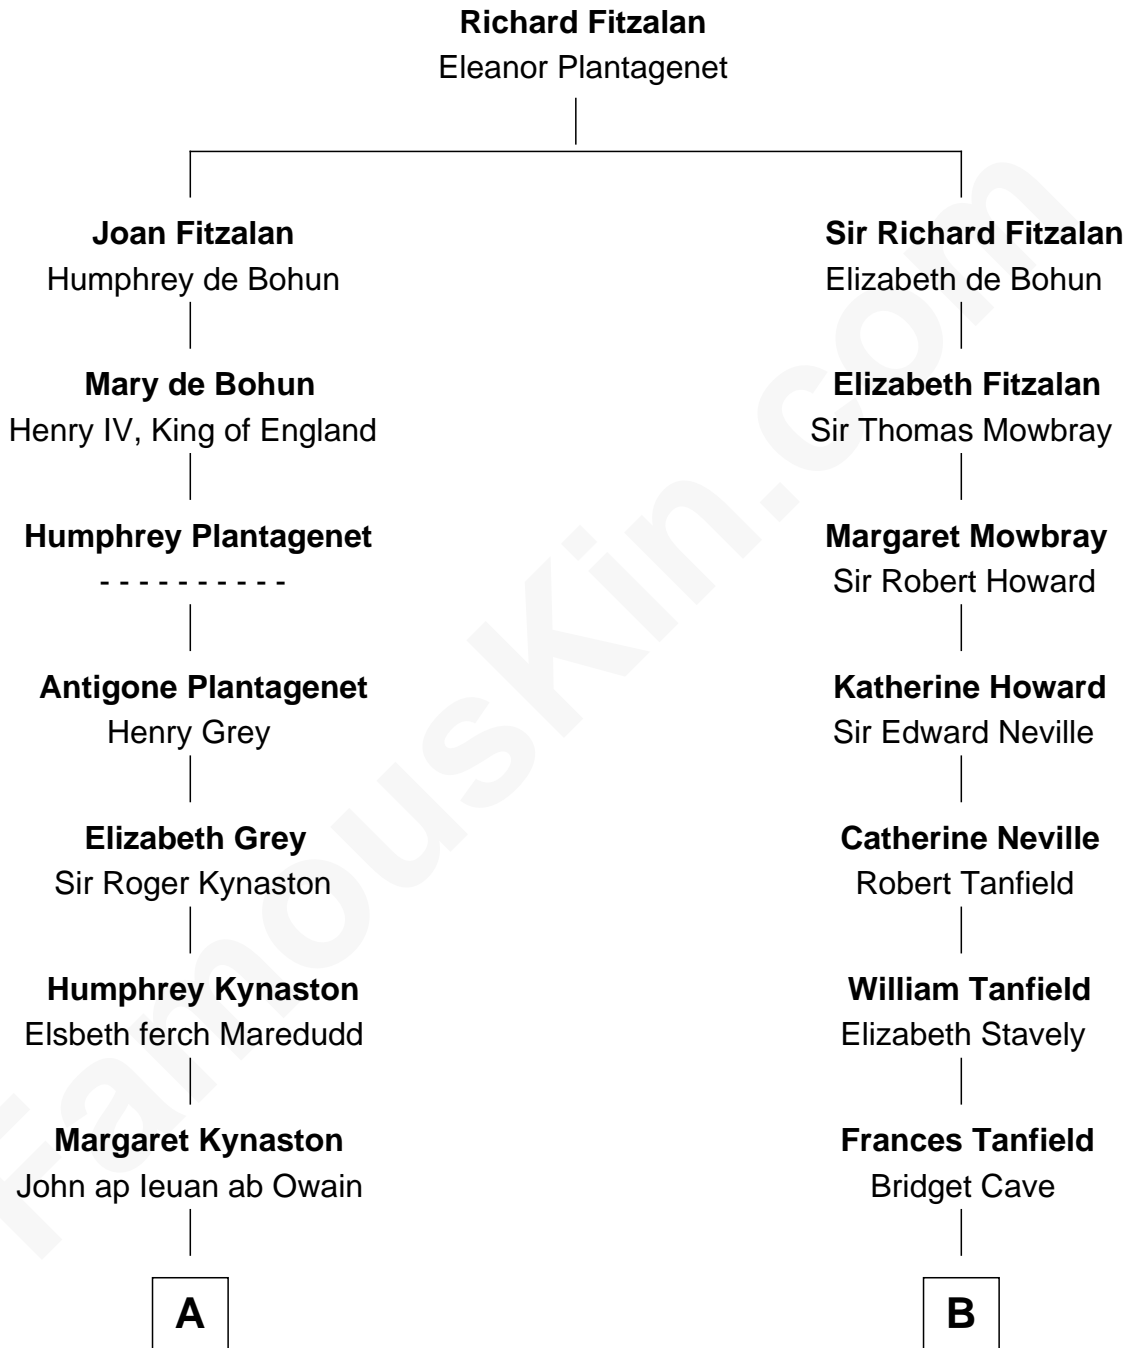 Richard Fitzalan
Eleanor Plantagenet
Joan Fitzalan
Humphrey de Bohun
Sir Richard Fitzalan
Elizabeth de Bohun
Mary de Bohun
Henry IV, King of England
Elizabeth Fitzalan
Sir Thomas Mowbray
Humphrey Plantagenet
- - - - - - - - - -
Margaret Mowbray
Sir Robert Howard
Antigone Plantagenet
Henry Grey
Katherine Howard
Sir Edward Neville
Elizabeth Grey
Sir Roger Kynaston
Catherine Neville
Robert Tanfield
Humphrey Kynaston
Elsbeth ferch Maredudd
William Tanfield
Elizabeth Stavely
Margaret Kynaston
John ap Ieuan ab Owain
Frances Tanfield
Bridget Cave
A
B
FamousKin.com